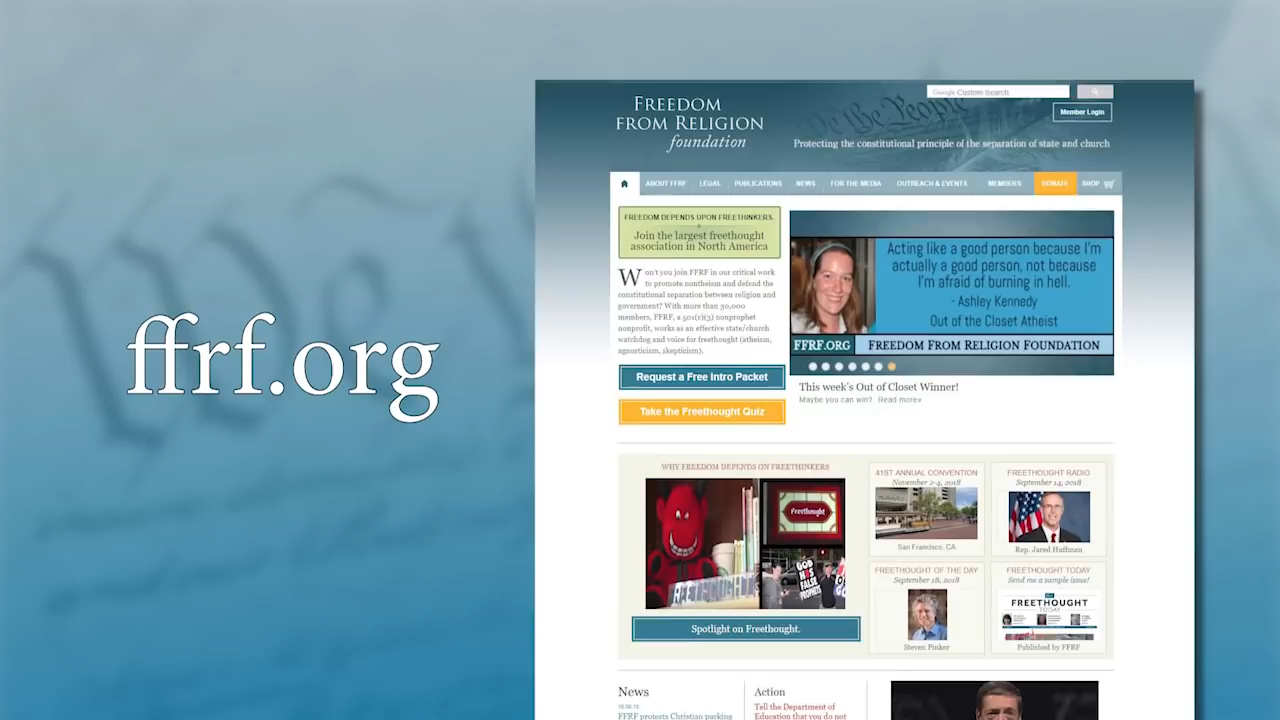 ffrf.org
FREEDOM
FROM RELIGION
foundation
We the People
Google Custom Search
Member Login
Protecting the constitutional principle of the separation of state and church
ABOUT FFRF LEGAL PUBLICATIONS NEWS FOR THE MEDIA OUTREACH & EVENTS MEMBERS DONATE SHOP
FREEDOM DEPENDS UPON FREETHINKERS.
Join the largest freethought
association in North America
Won't you join FFRF in our critical work
to promote nontheism and defend the
constitutional separation between religion and
government? With more than 30,000
members, FFRF, a 501(c)(3) nonprophet
nonprofit, works as an effective state/church
watchdog and voice for freethought (atheism,
agnosticism, skepticism).
Request a Free Intro Packet
Take the Freethought Quiz
Acting like a good person because I'm
actually a good person, not because
I'm afraid of burning in hell.
- Ashley Kennedy
Out of the Closet Atheist
FFRF.ORG FREEDOM FROM RELIGION FOUNDATION
This week's Out of Closet Winner!
Maybe you can win? Read more»
WHY FREEDOM DEPENDS ON FREETHINKERS
Freethought
FREETHOUGHT
GOD
HAS
FALSE
PROPHETS
Spotlight on Freethought.
41ST ANNUAL CONVENTION
November 2-4, 2018
San Francisco, CA
FREETHOUGHT RADIO
September 14, 2018
Rep. Jared Huffman
FREETHOUGHT OF THE DAY
September 18, 2018
Steven Pinker
FREETHOUGHT TODAY
Send me a sample issue!
FREETHOUGHT
TODAY
Published by FFRF
News
FFRF protests Christian parking
Action
Tell the Department of
Education that you do not